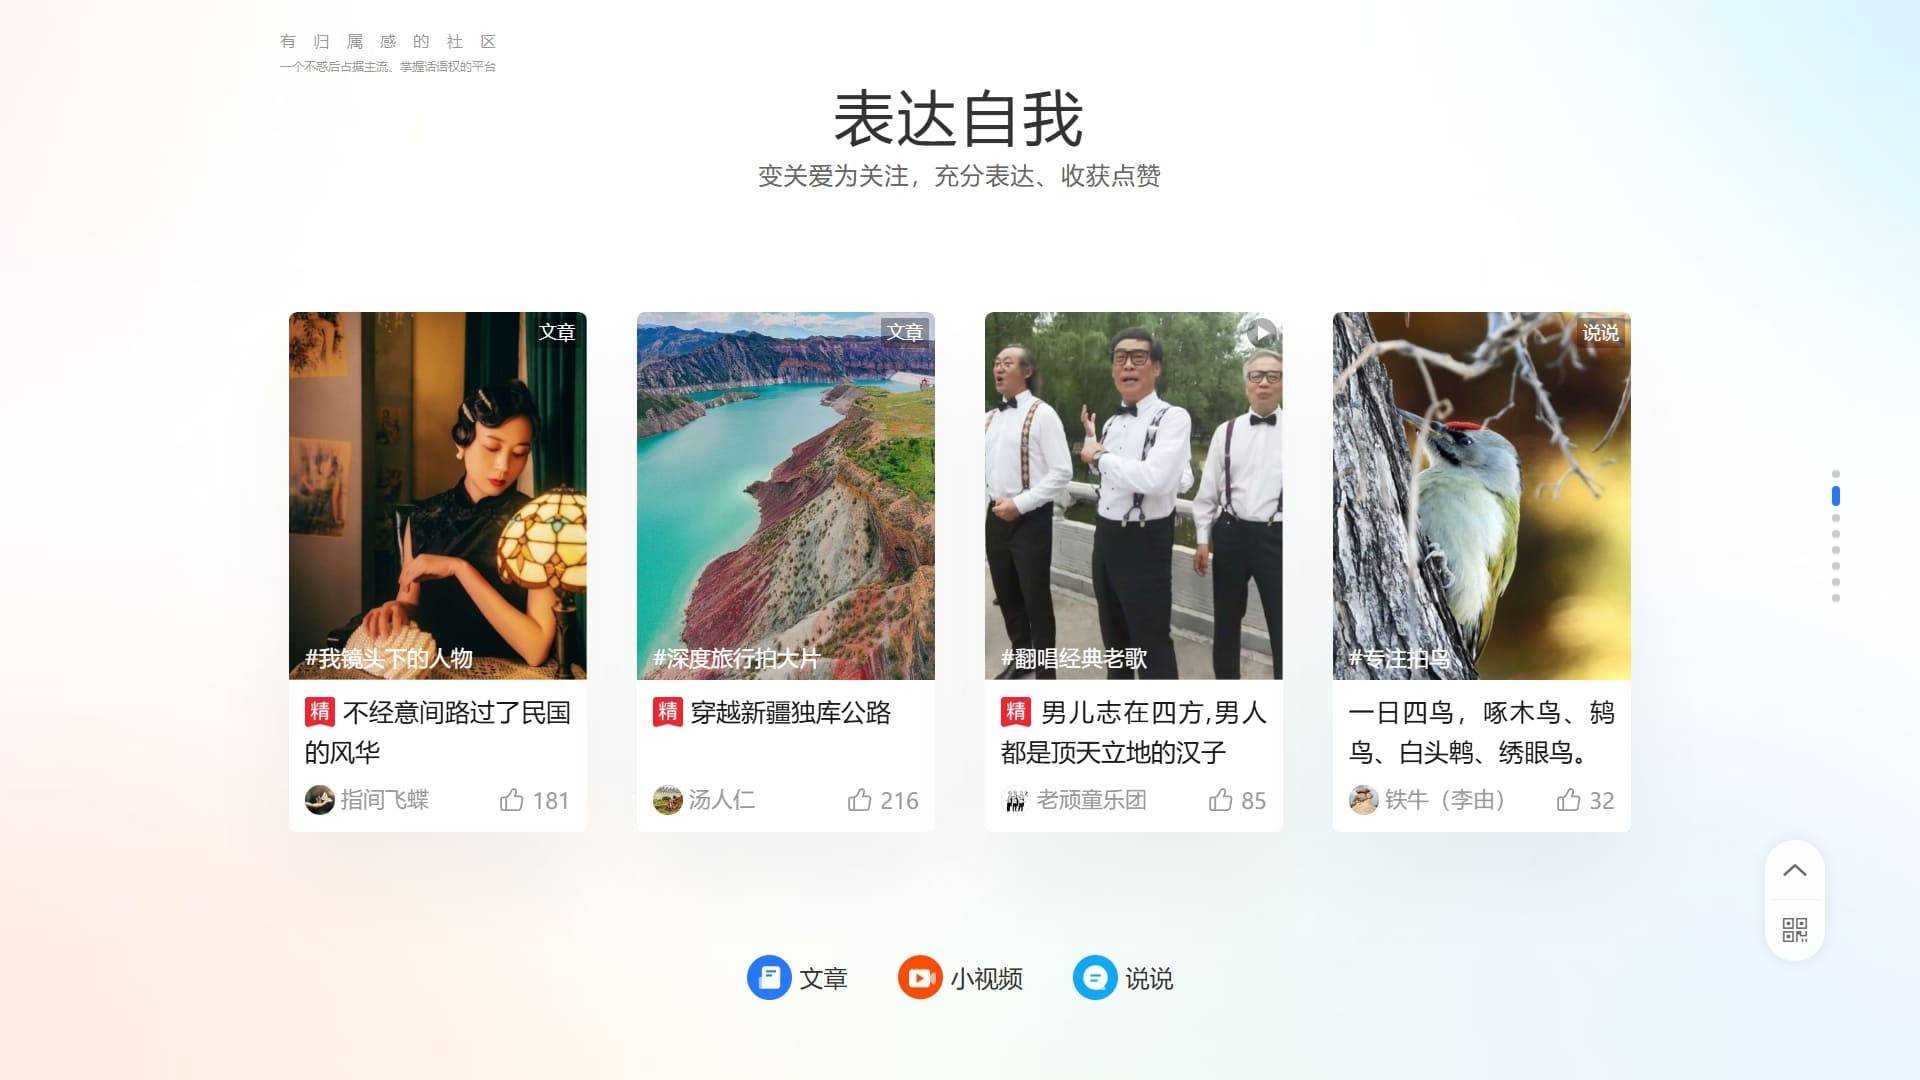 有归属感的社区
一个不惑后占据主流、掌握话语权的平台
表达自我
变关爱为关注，充分表达、收获点赞
文章
#我镜头下的人物
精 不经意间路过了民国
的风华
指间飞蝶 181
文章
#深度旅行拍大片
精 穿越新疆独库公路
汤人仁 216
#翻唱经典老歌
精 男儿志在四方,男人
都是顶天立地的汉子
老顽童乐团 85
说说
#专注拍鸟
一日四鸟，啄木鸟、鸫
鸟、白头鹎、绣眼鸟。
铁牛（李由） 32
文章
小视频
说说